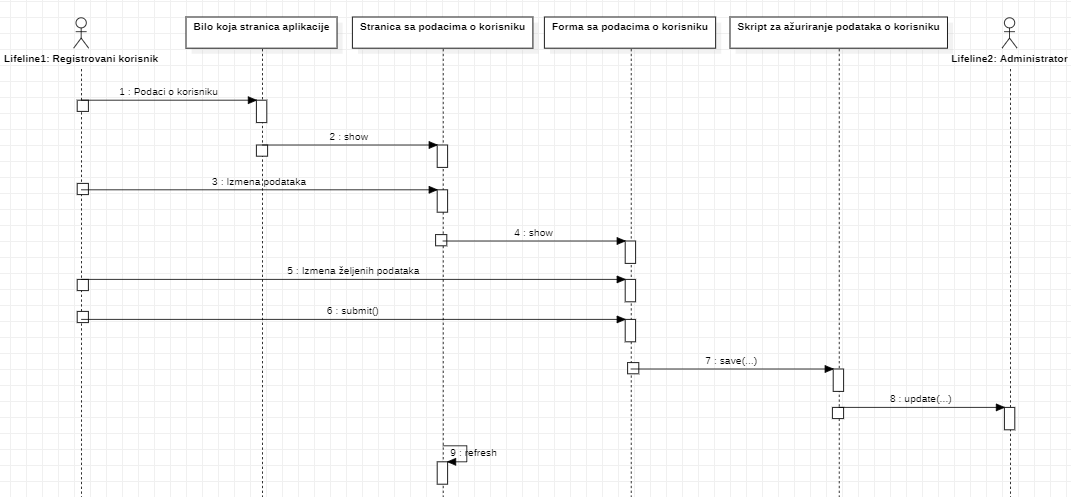 Bilo koja stranica aplikacije
Stranica sa podacima o korisniku
Forma sa podacima o korisniku
Skript za ažuriranje podataka o korisniku
Lifeline1: Registrovani korisnik
Lifeline2: Administrator
1 : Podaci o korisniku
2 : show
3 : Izmena podataka
4 : show
5 : Izmena željenih podataka
6 : submit()
7 : save(...)
8 : update(...)
9 : refresh